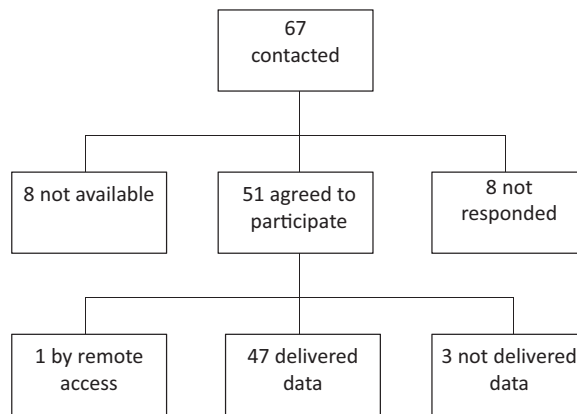 67
contacted
8 not available
51 agreed to
participate
8 not
responded
1 by remote
access
47 delivered
data
3 not delivered
data